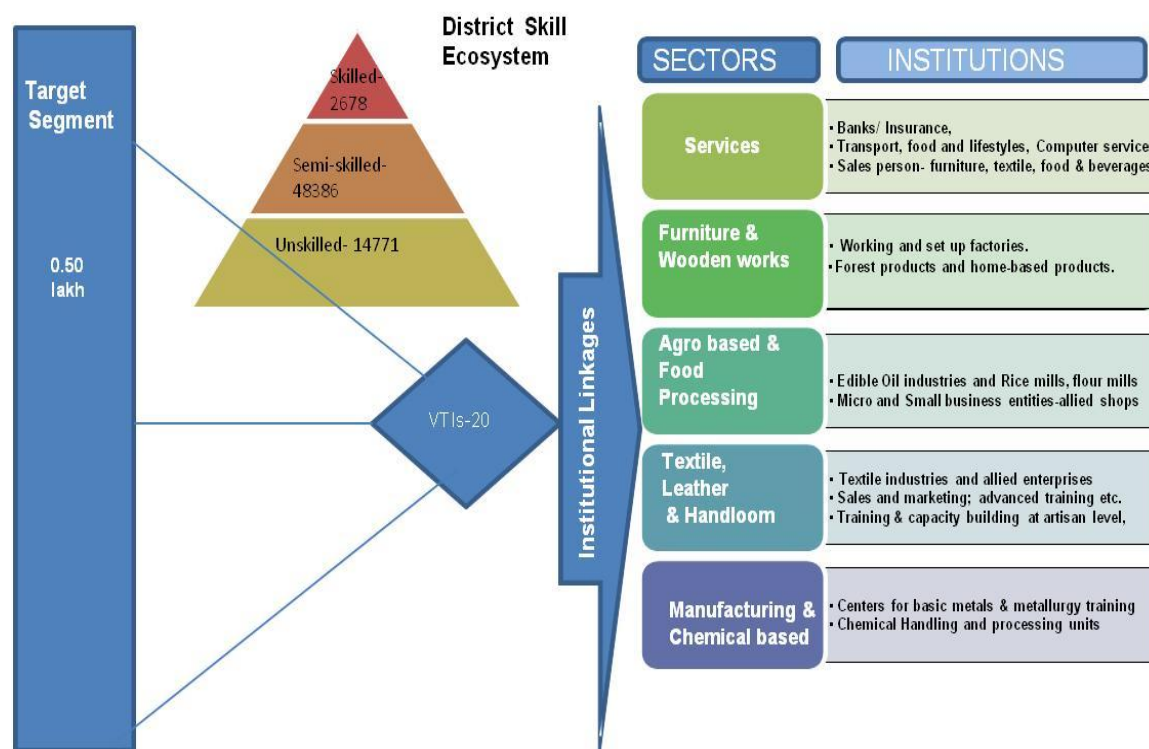 District Skill
Ecosystem
Target
Segment
0.50
lakh
Skilled-
2678
Semi-skilled-
48386
Unskilled- 14771
VTIs-20
Institutional Linkages
SECTORS
INSTITUTIONS
Services
▪ Banks/ Insurance,
▪ Transport, food and lifestyles, Computer service
▪ Sales person- furniture, textile, food & beverages
Furniture &
Wooden works
▪ Working and set up factories.
▪ Forest products and home-based products.
Agro based &
Food
Processing
▪ Edible Oil industries and Rice mills, flour mills
▪ Micro and Small business entities-allied shops
Textile,
Leather
& Handloom
▪ Textile industries and allied enterprises
▪ Sales and marketing; advanced training etc.
▪ Training & capacity building at artisan level,
Manufacturing &
Chemical based
▪ Centers for basic metals & metallurgy training
▪ Chemical Handling and processing units